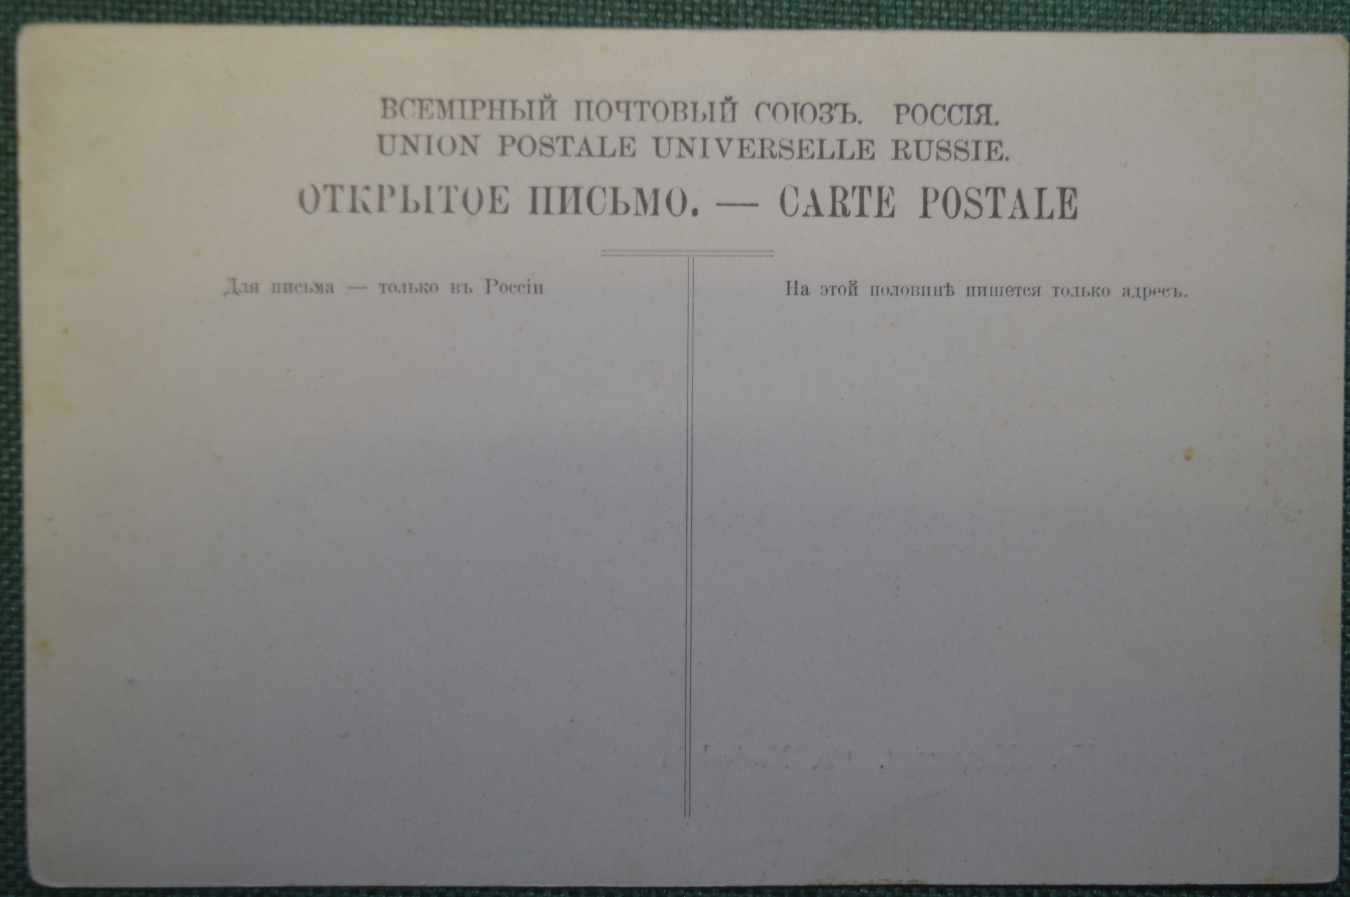 ВСЕМІРНЫЙ ПОЧТОВЫЙ СОЮЗЪ. РОССІЯ.
UNION POSTALE UNIVERSELLE RUSSIE.
ОТКРЫТОЕ ПИСЬМО. — CARTE POSTALE
Для письма — только въ Россіи
На этой половинѣ пишется только адресъ.